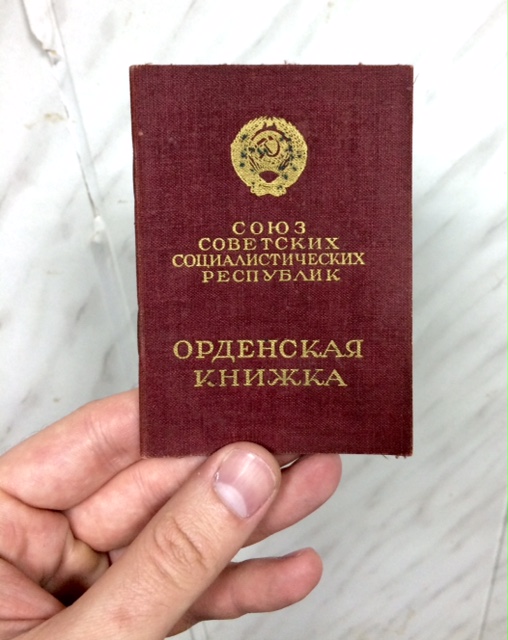 СОЮЗ
СОВЕТСКИХ
СОЦИАЛИСТИЧЕСКИХ
РЕСПУБЛИК
ОРДЕНСКАЯ
КНИЖКА